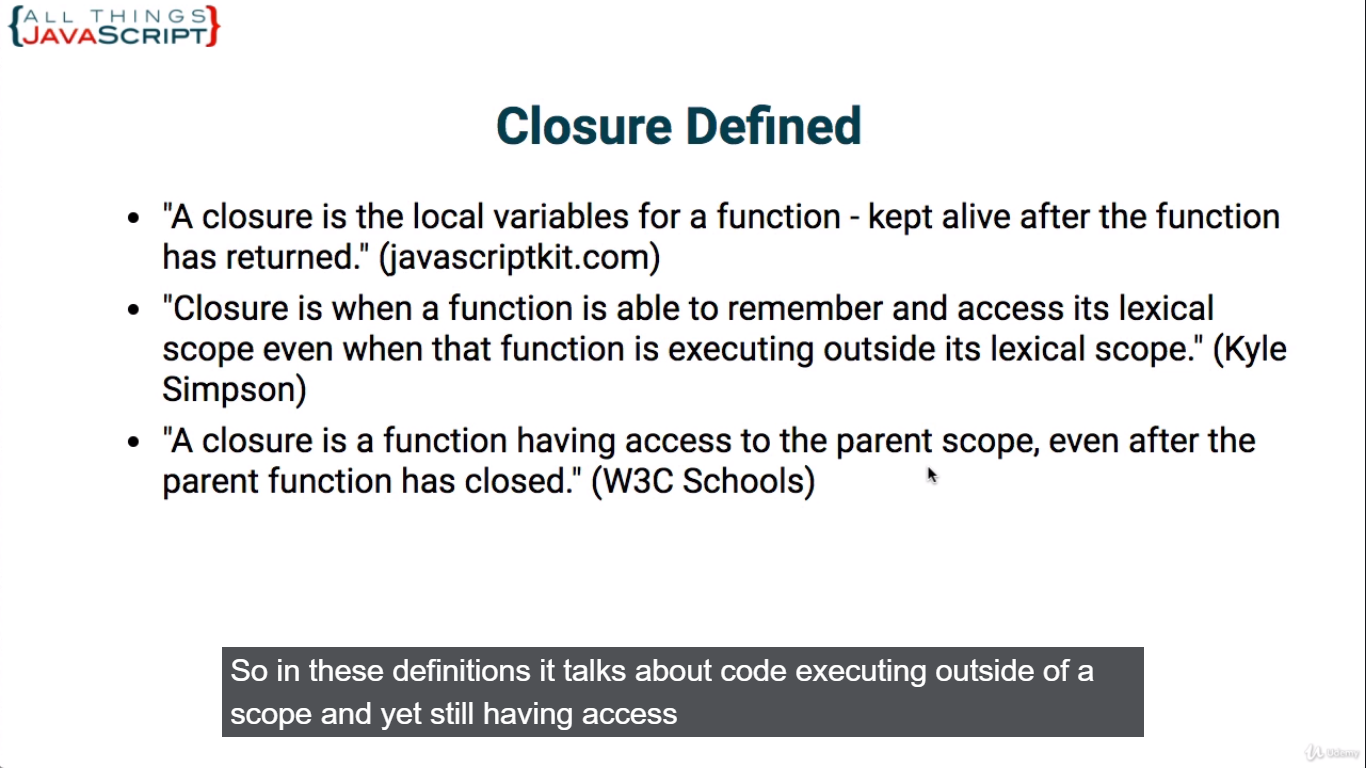 {ALL THINGS
JAVASCRIPT}
Closure Defined
• "A closure is the local variables for a function - kept alive after the function
has returned." (javascriptkit.com)
• "Closure is when a function is able to remember and access its lexical
scope even when that function is executing outside its lexical scope." (Kyle
Simpson)
• "A closure is a function having access to the parent scope, even after the
parent function has closed." (W3C Schools)
So in these definitions it talks about code executing outside of a
scope and yet still having access
Udemy